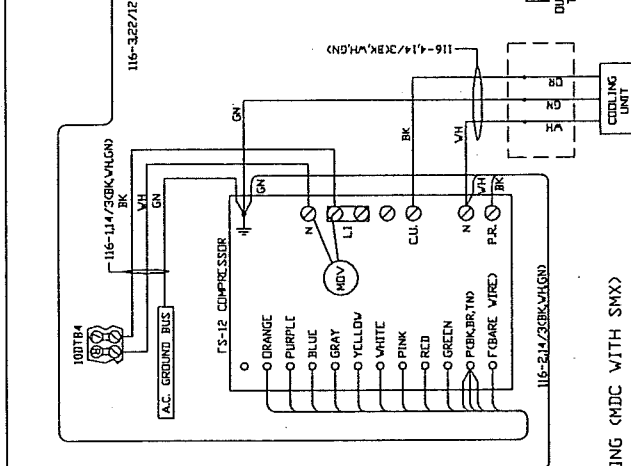 116-3,22/12
116-4,14/3(BK,WH,GN)
116-1,14/3(BK,WH,GN)
BK
WH
GN
10DTB4
A.C. GROUND BUS
GN
BK
WH
OR
GN
WH
COOLING
UNIT
FS-12 COMPRESSOR
GN
N
L1
C.U.
N
P.R.
WH
BK
MOV
ORANGE
PURPLE
BLUE
GRAY
YELLOW
WHITE
PINK
RED
GREEN
P(BK,BR,TN)
F(BARE WIRE)
116-2,14/3(BK,WH,GN)
(MDC WITH SMX)